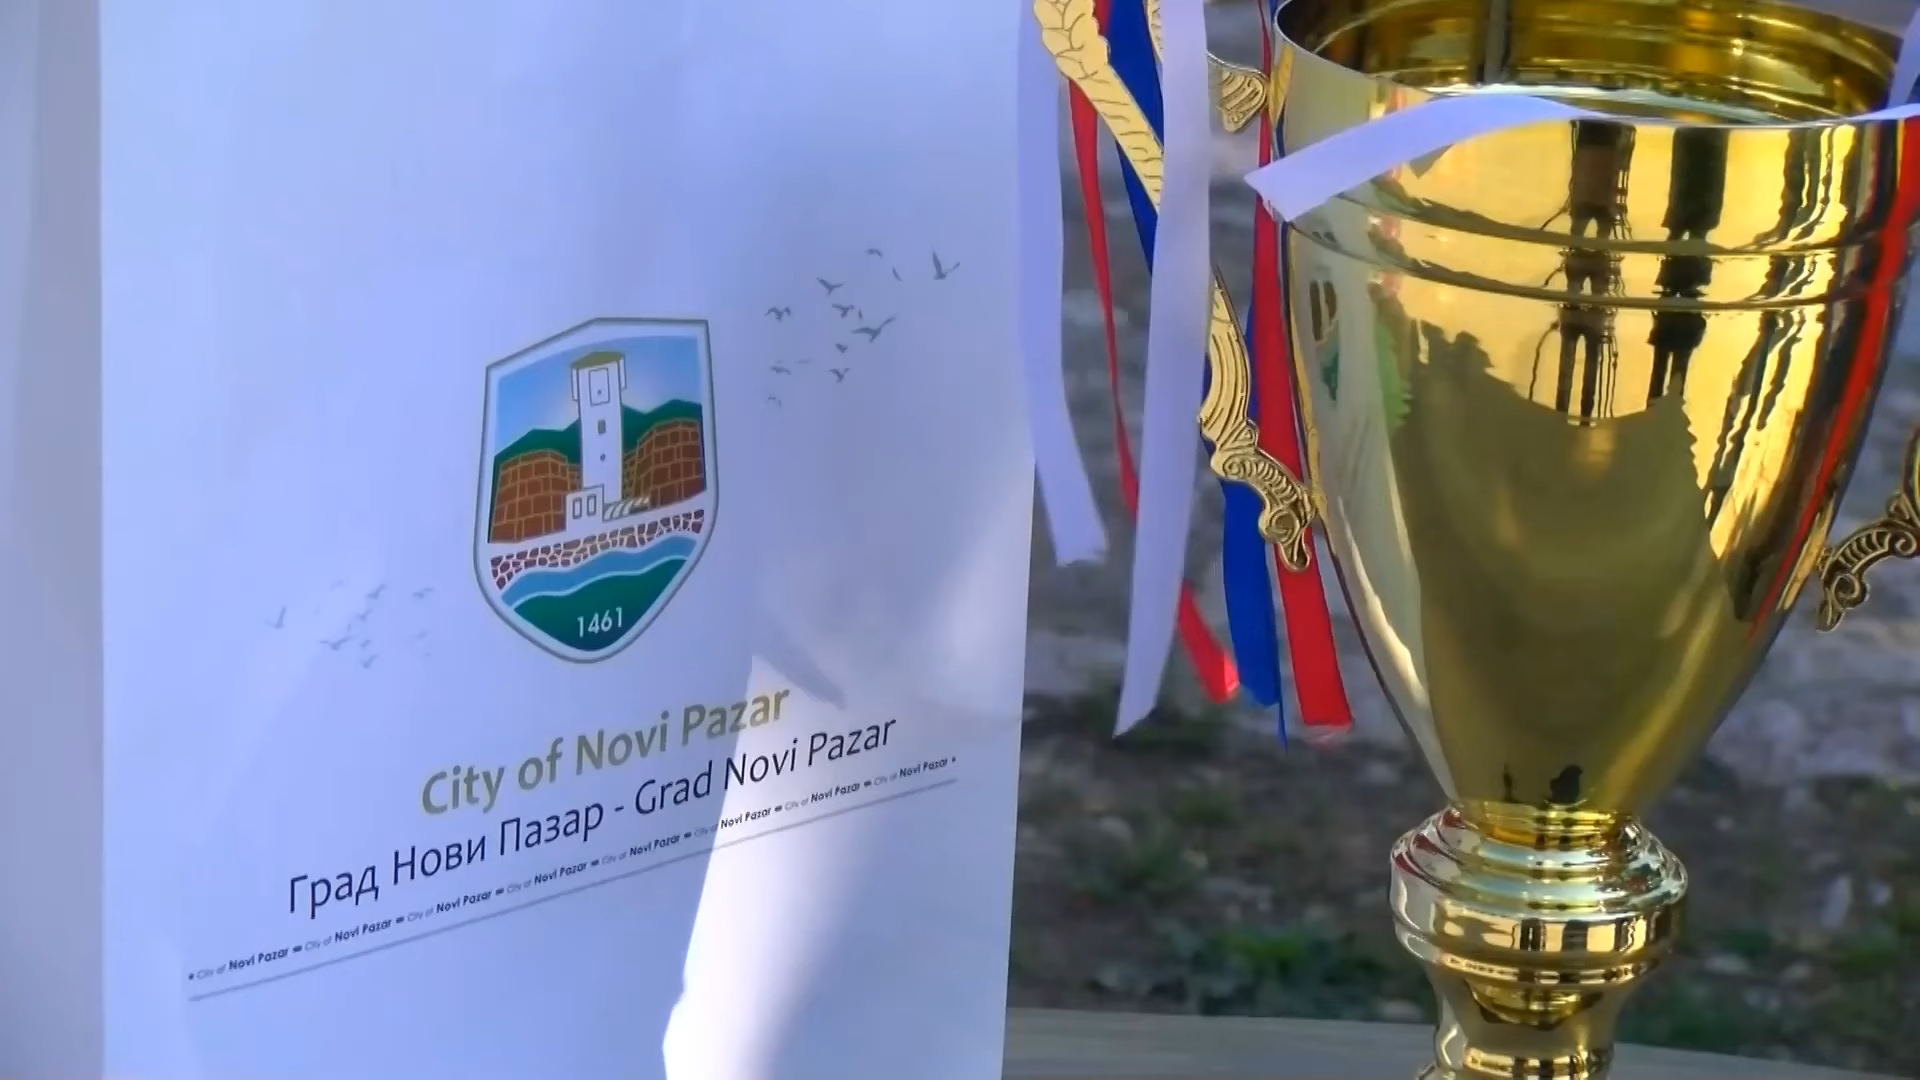 1461
City of Novi Pazar
Град Нови Пазар - Grad Novi Pazar
• City of Novi Pazar = City of Novi Pazar = City of Novi Pazar = City of Novi Pazar = City of Novi Pazar = City of Novi Pazar = City of Novi Pazar = City of Novi Pazar •